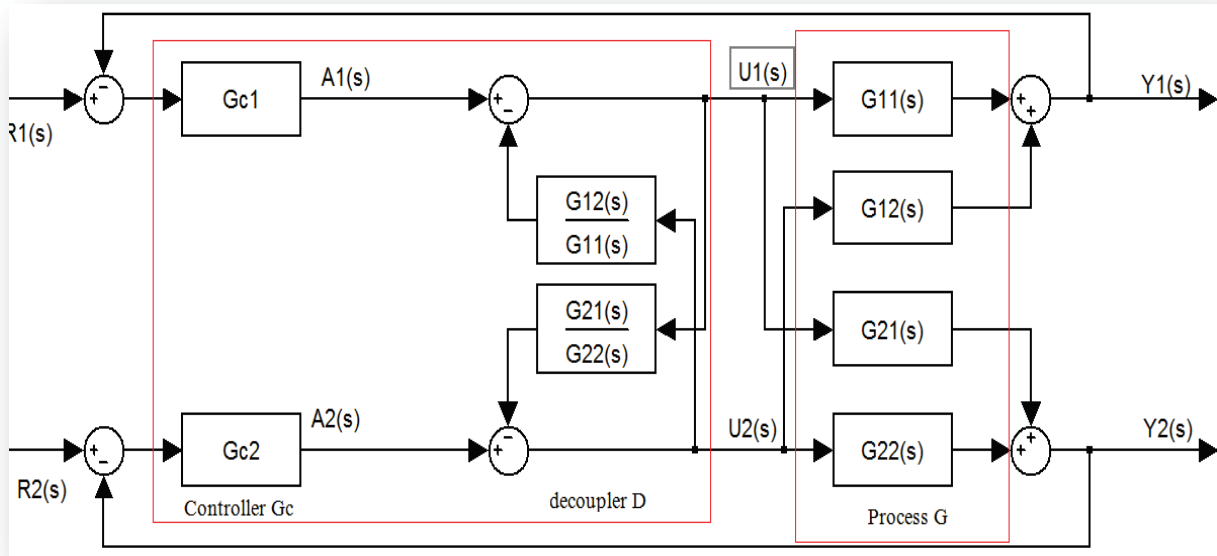 R1(s)
Gc1
A1(s)
U1(s)
G11(s)
Y1(s)
G12(s)
G11(s)
G12(s)
G21(s)
G22(s)
G21(s)
R2(s)
Gc2
A2(s)
U2(s)
G22(s)
Y2(s)
Controller Gc
decoupler D
Process G